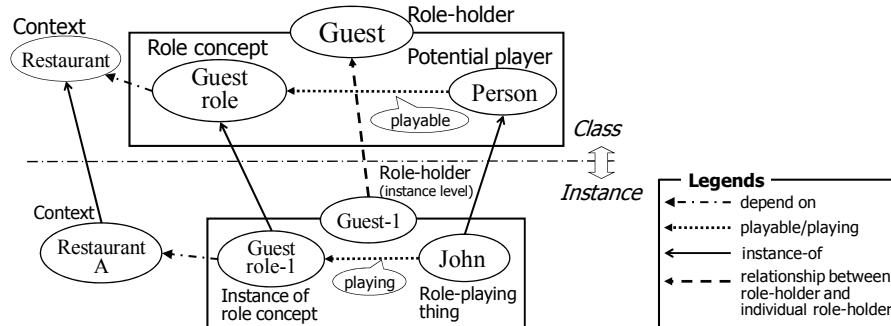 Context
Restaurant
Role-holder
Guest
Role concept
Guest
role
Potential player
Person
playable
Class
Instance
Role-holder
(instance level)
Guest-1
Context
Restaurant
A
Guest
role-1
playing
John
Instance of
role concept
Role-playing
thing
Legends
depend on
playable/playing
instance-of
relationship between
role-holder and
individual role-holder